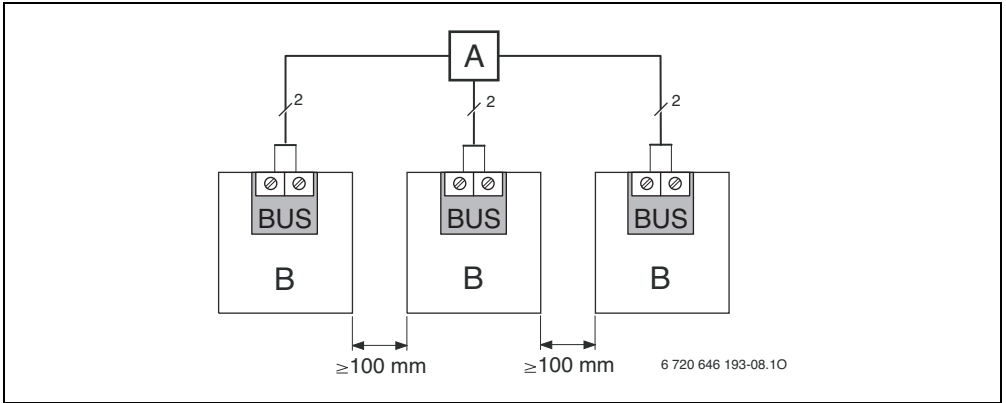 A
2 2 2
BUS BUS BUS
B B B
≥100 mm ≥100 mm
6 720 646 193-08.1O